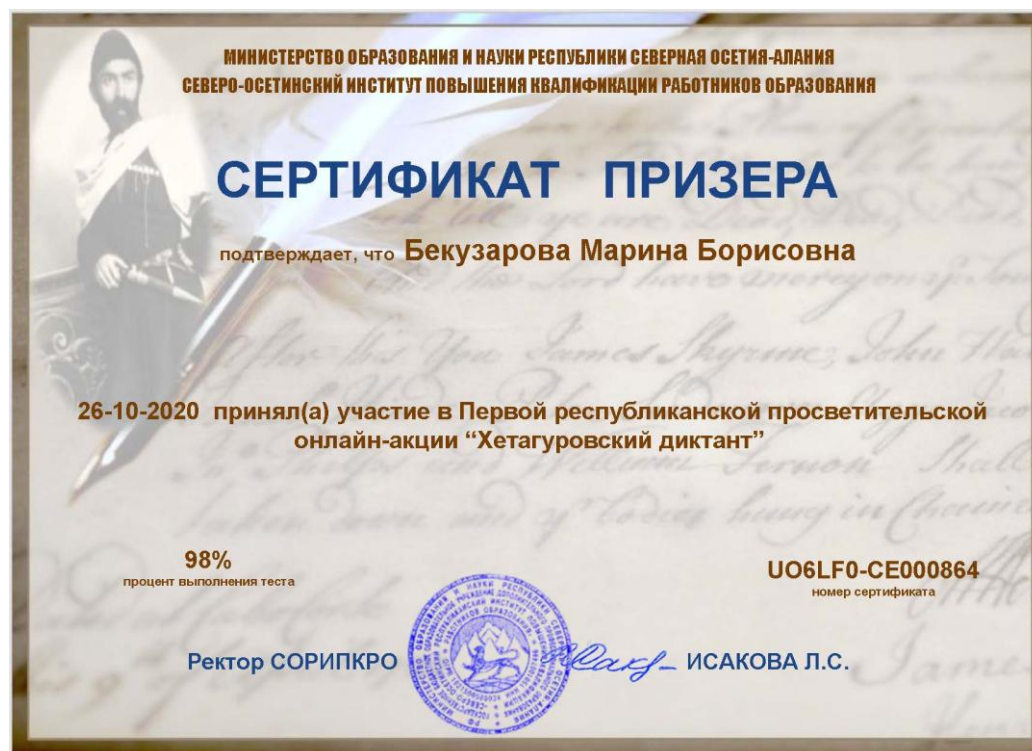 МИНИСТЕРСТВО ОБРАЗОВАНИЯ И НАУКИ РЕСПУБЛИКИ СЕВЕРНАЯ ОСЕТИЯ-АЛАНИЯ
СЕВЕРО-ОСЕТИНСКИЙ ИНСТИТУТ ПОВЫШЕНИЯ КВАЛИФИКАЦИИ РАБОТНИКОВ ОБРАЗОВАНИЯ
СЕРТИФИКАТ ПРИЗЕРА
подтверждает, что Бекузарова Марина Борисовна
26-10-2020 принял(а) участие в Первой республиканской просветительской
онлайн-акции “Хетагуровский диктант”
98%
процент выполнения теста
UO6LF0-CE000864
номер сертификата
Ректор СОРИПКРО ИСАКОВА Л.С.